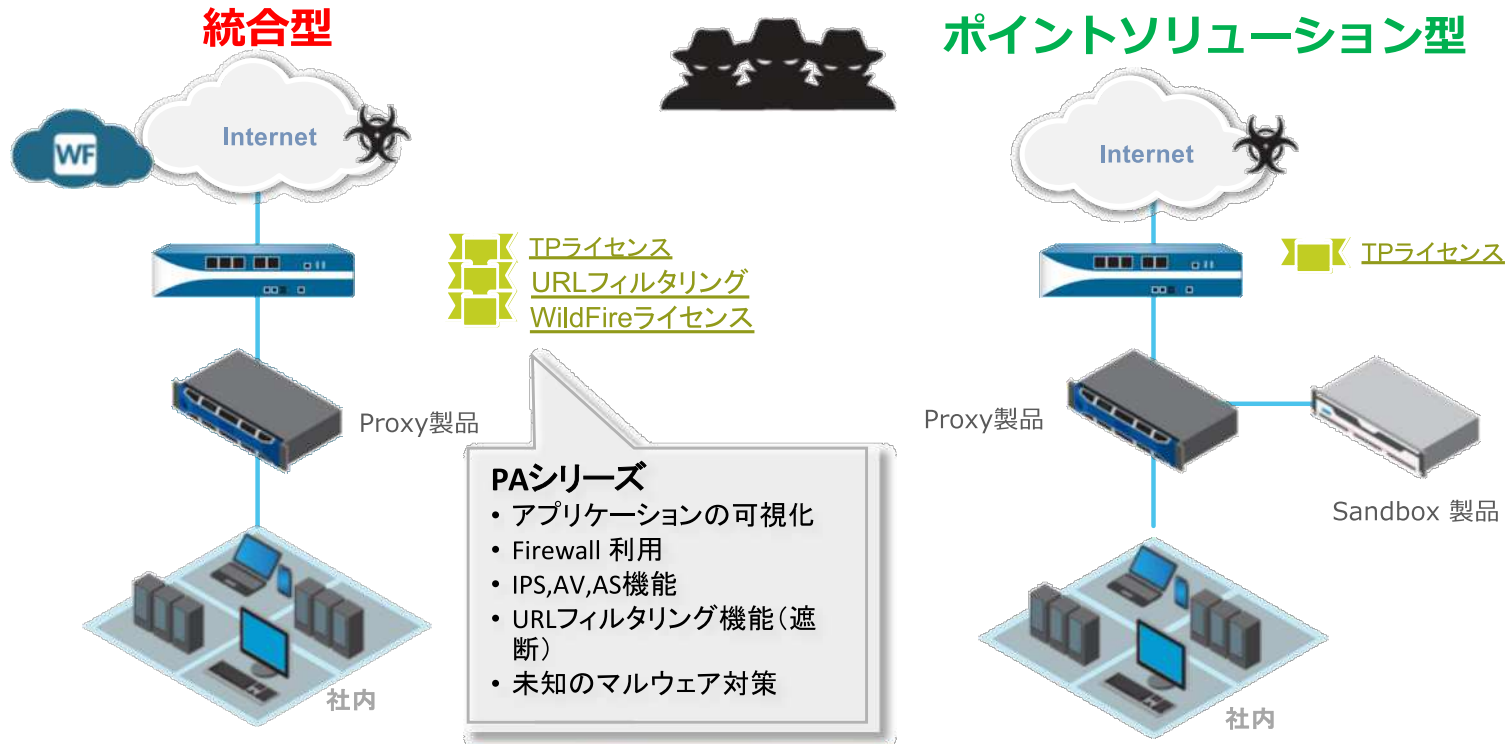 統合型
ポイントソリューション型
WF
Internet
TPライセンス
URLフィルタリング
WildFireライセンス
Proxy製品
PAシリーズ
• アプリケーションの可視化
• Firewall 利用
• IPS,AV,AS機能
• URLフィルタリング機能（遮
断）
• 未知のマルウェア対策
社内
Internet
TPライセンス
Proxy製品
Sandbox 製品
社内